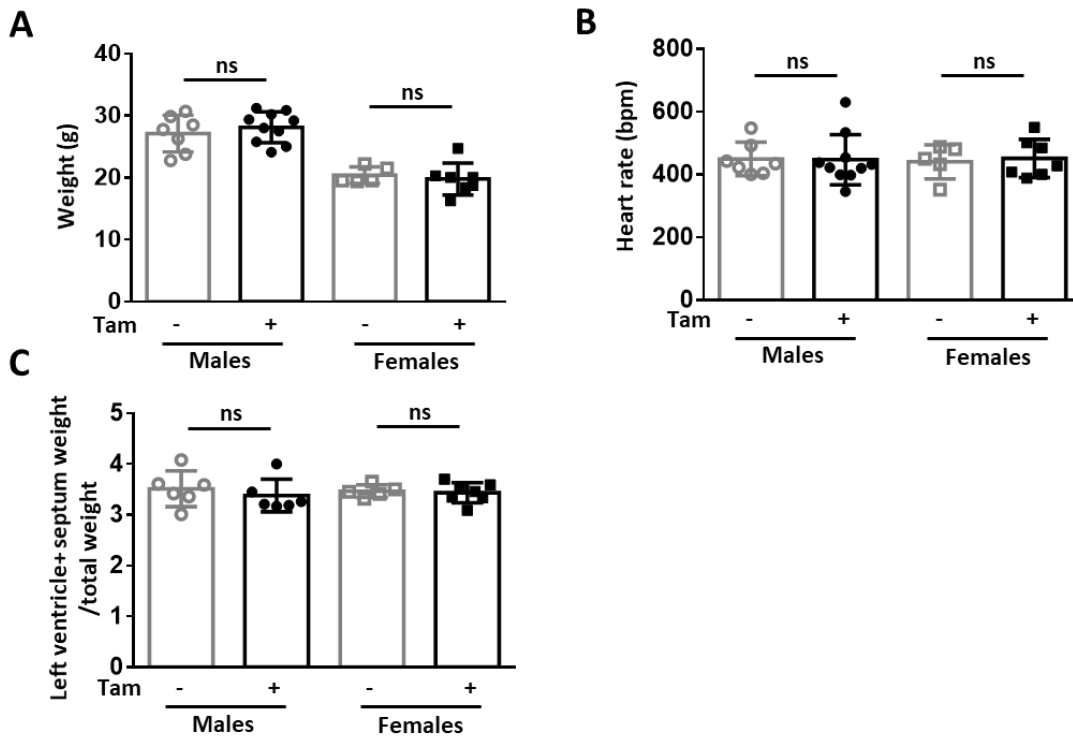 A
Weight (g)
40
30
20
10
0
ns
ns
Tam - + - +
Males Females
B
Heart rate (bpm)
800
600
400
200
0
ns
ns
Tam - + - +
Males Females
C
Left ventricle+ septum weight
/total weight
5
4
3
2
1
0
ns
ns
Tam - + - +
Males Females